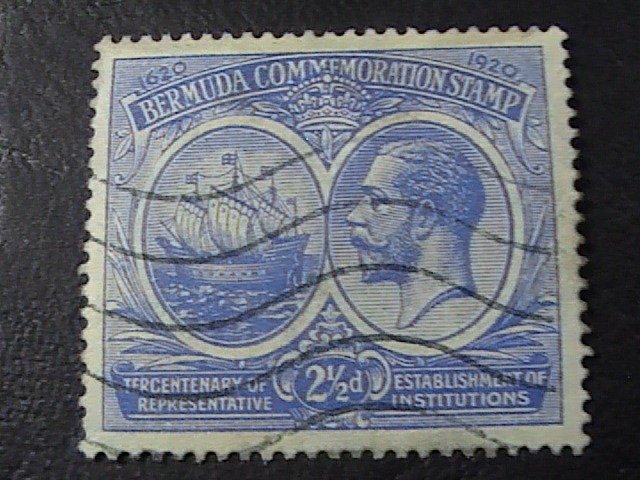 1620 1920
BERMUDA COMMEMORATION STAMP
TERCENTENARY OF
REPRESENTATIVE
2½d
ESTABLISHMENT OF
INSTITUTIONS